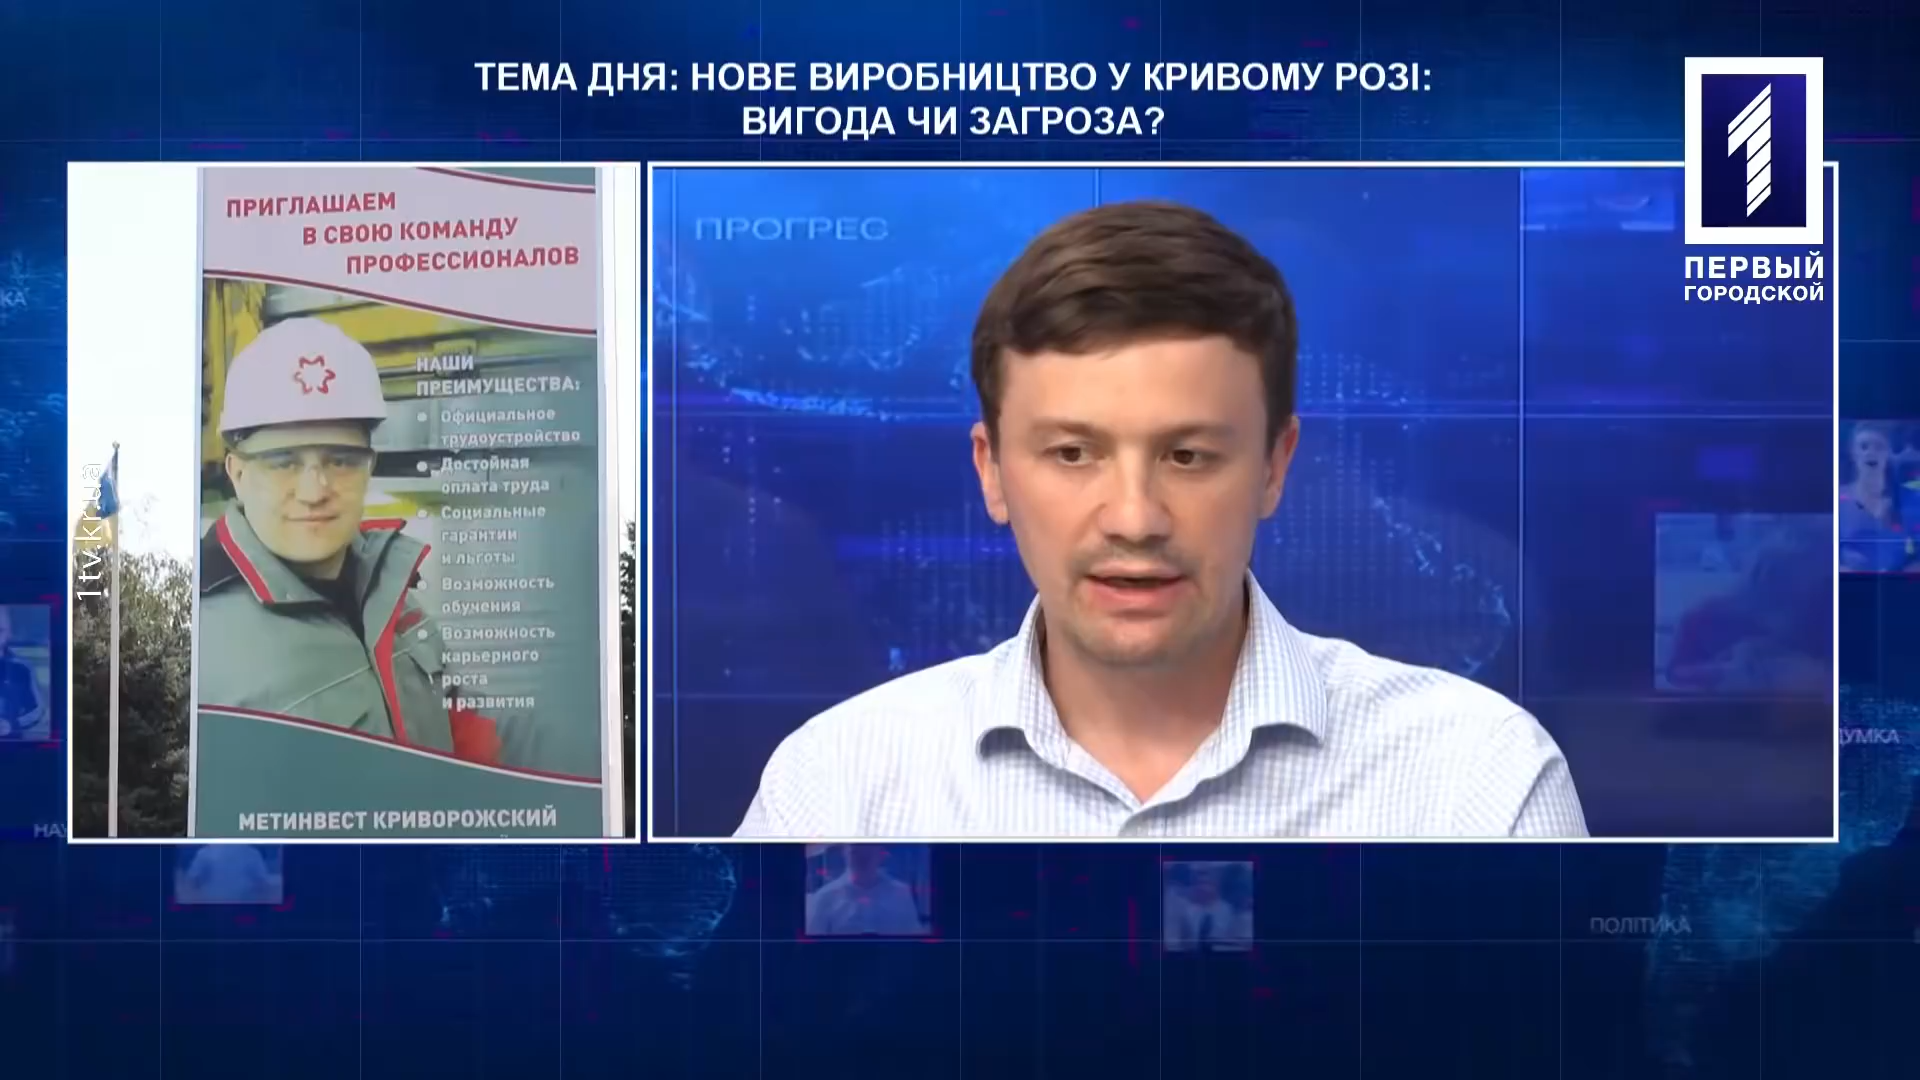 ТЕМА ДНЯ: НОВЕ ВИРОБНИЦТВО У КРИВОМУ РОЗІ:
ВИГОДА ЧИ ЗАГРОЗА?
ПЕРВЫЙ
ГОРОДСКОЙ
ПРИГЛАШАЕМ
В СВОЮ КОМАНДУ
ПРОФЕССИОНАЛОВ
НАШИ
ПРЕИМУЩЕСТВА:
Официальное
трудоустройство
Достойная
оплата труда
Социальные
гарантии
и льготы
Возможность
обучения
Возможность
карьерного
роста
и развития
МЕТИНВЕСТ КРИВОРОЖСКИЙ
1tv.kr.ua
ПРОГРЕС
ПОЛІТИКА